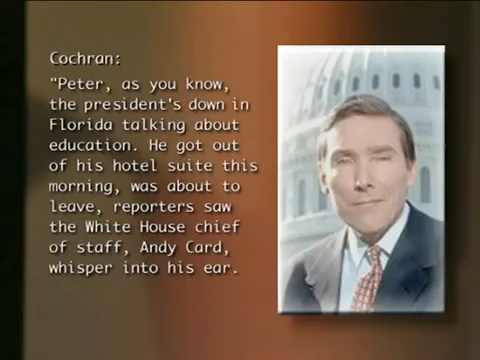 Cochran:
"Peter, as you know,
the president's down in
Florida talking about
education. He got out
of his hotel suite this
morning, was about to
leave, reporters saw
the White House chief
of staff, Andy Card,
whisper into his ear.